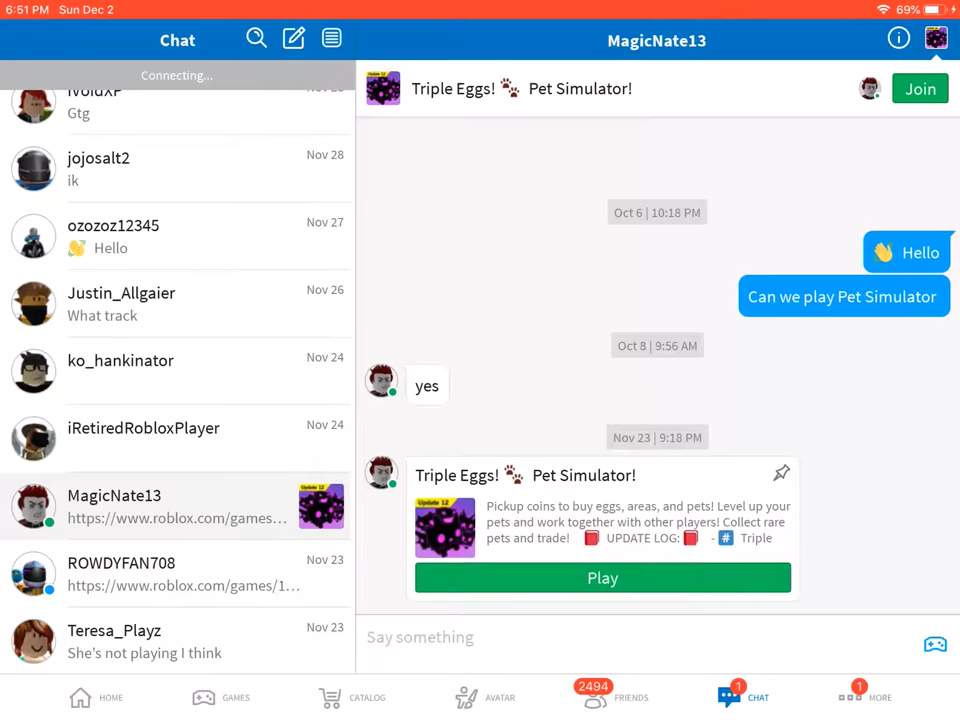 6:51 PM Sun Dec 2
69%
Chat
MagicNate13
Connecting...
Triple Eggs! 🐾 Pet Simulator!
Join
Gtg
jojosalt2
Nov 28
ik
ozozoz12345
Nov 27
👋 Hello
Justin_Allgaier
Nov 26
What track
ko_hankinator
Nov 24
iRetiredRobloxPlayer
Nov 24
MagicNate13
https://www.roblox.com/games...
ROWDYFAN708
Nov 23
https://www.roblox.com/games/1...
Teresa_Playz
Nov 23
She's not playing I think
Oct 6 | 10:18 PM
👋 Hello
Can we play Pet Simulator
Oct 8 | 9:56 AM
yes
Nov 23 | 9:18 PM
Triple Eggs! 🐾 Pet Simulator!
Update 12
Pickup coins to buy eggs, areas, and pets! Level up your
pets and work together with other players! Collect rare
pets and trade! 📕 UPDATE LOG: 📕 - #️⃣ Triple
Play
Say something
HOME
GAMES
CATALOG
AVATAR
2494
FRIENDS
1
CHAT
1
MORE